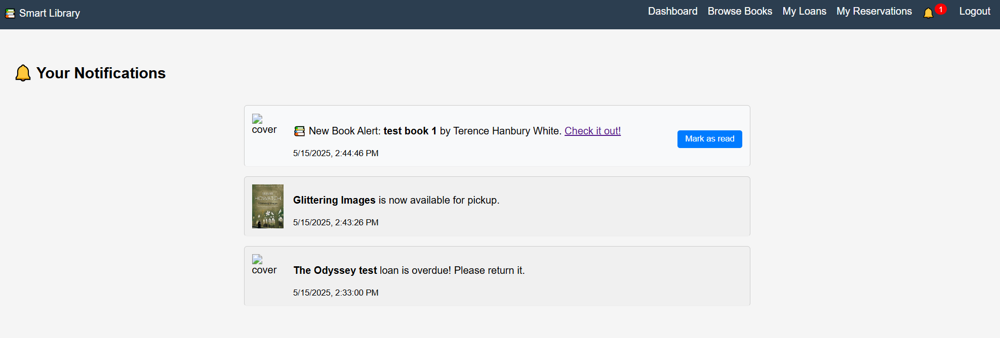 Smart Library
Dashboard Browse Books My Loans My Reservations 1 Logout
Your Notifications
cover
New Book Alert: test book 1 by Terence Hanbury White. Check it out!
Mark as read
5/15/2025, 2:44:46 PM
HOWATCH
Glittering Images
Glittering Images is now available for pickup.
5/15/2025, 2:43:26 PM
cover
The Odyssey test loan is overdue! Please return it.
5/15/2025, 2:33:00 PM